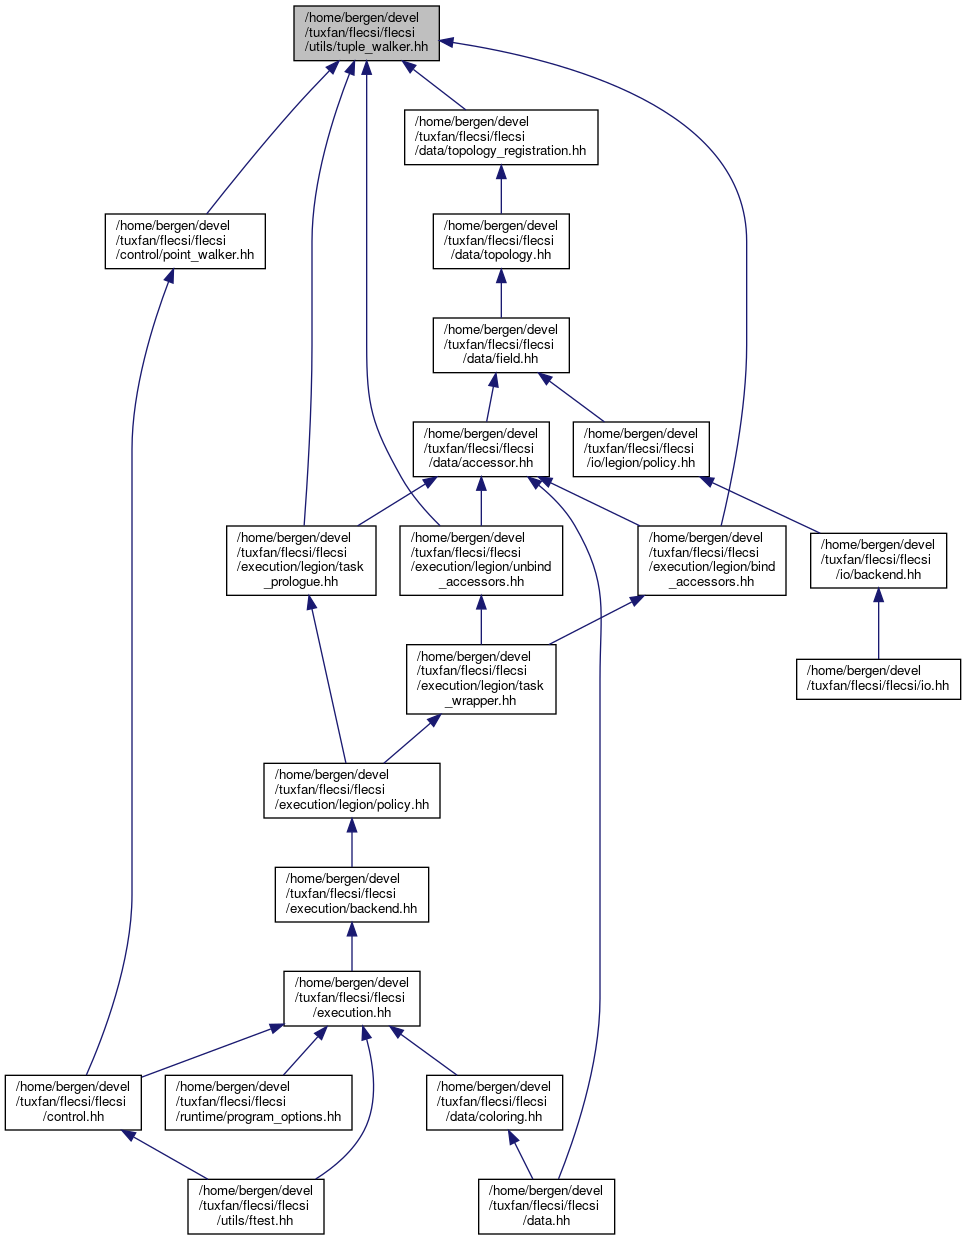 /home/bergen/devel
/tuxfan/flecsi/flecsi
/utils/tuple_walker.hh
/home/bergen/devel
/tuxfan/flecsi/flecsi
/data/topology_registration.hh
/home/bergen/devel
/tuxfan/flecsi/flecsi
/control/point_walker.hh
/home/bergen/devel
/tuxfan/flecsi/flecsi
/data/topology.hh
/home/bergen/devel
/tuxfan/flecsi/flecsi
/data/field.hh
/home/bergen/devel
/tuxfan/flecsi/flecsi
/data/accessor.hh
/home/bergen/devel
/tuxfan/flecsi/flecsi
/io/legion/policy.hh
/home/bergen/devel
/tuxfan/flecsi/flecsi
/execution/legion/task
_prologue.hh
/home/bergen/devel
/tuxfan/flecsi/flecsi
/execution/legion/unbind
_accessors.hh
/home/bergen/devel
/tuxfan/flecsi/flecsi
/execution/legion/bind
_accessors.hh
/home/bergen/devel
/tuxfan/flecsi/flecsi
/io/backend.hh
/home/bergen/devel
/tuxfan/flecsi/flecsi
/execution/legion/task
_wrapper.hh
/home/bergen/devel
/tuxfan/flecsi/flecsi/io.hh
/home/bergen/devel
/tuxfan/flecsi/flecsi
/execution/legion/policy.hh
/home/bergen/devel
/tuxfan/flecsi/flecsi
/execution/backend.hh
/home/bergen/devel
/tuxfan/flecsi/flecsi
/execution.hh
/home/bergen/devel
/tuxfan/flecsi/flecsi
/control.hh
/home/bergen/devel
/tuxfan/flecsi/flecsi
/runtime/program_options.hh
/home/bergen/devel
/tuxfan/flecsi/flecsi
/data/coloring.hh
/home/bergen/devel
/tuxfan/flecsi/flecsi
/utils/ftest.hh
/home/bergen/devel
/tuxfan/flecsi/flecsi
/data.hh